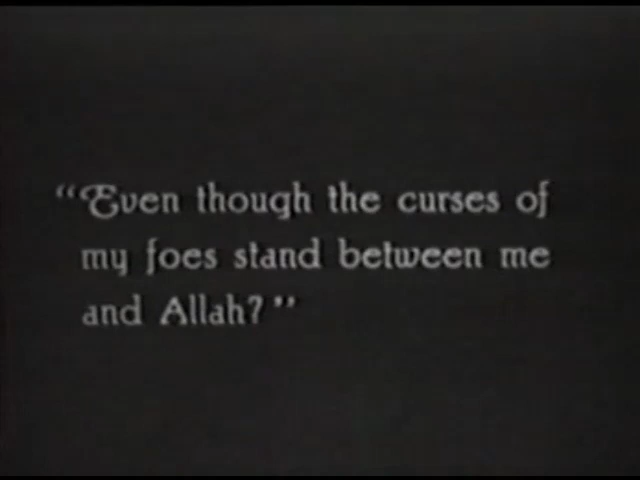 “Even though the curses of
my foes stand between me
and Allah?”